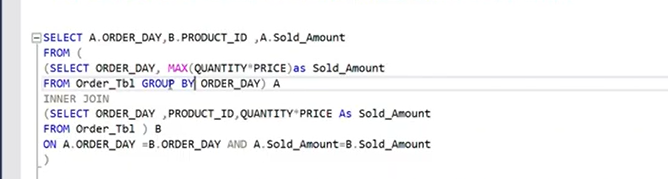 SELECT A.ORDER_DAY,B.PRODUCT_ID ,A.Sold_Amount
FROM (
(SELECT ORDER_DAY, MAX(QUANTITY*PRICE)as Sold_Amount
FROM Order_Tbl GROUP BY ORDER_DAY) A
INNER JOIN
(SELECT ORDER_DAY ,PRODUCT_ID,QUANTITY*PRICE As Sold_Amount
FROM Order_Tbl ) B
ON A.ORDER_DAY =B.ORDER_DAY AND A.Sold_Amount=B.Sold_Amount
)